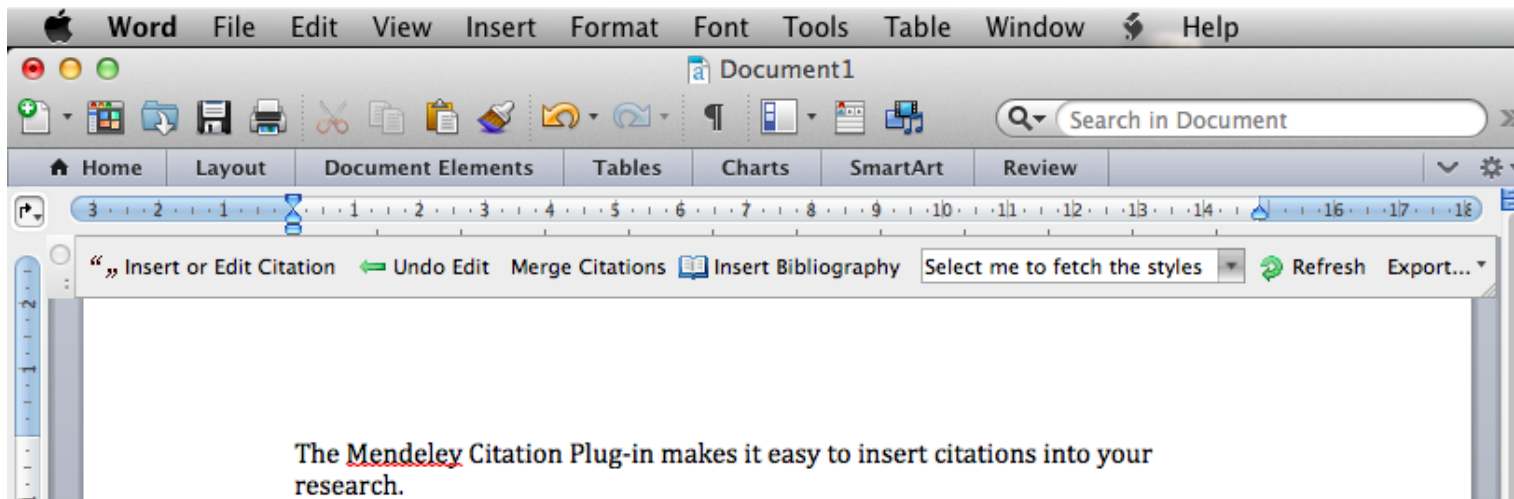 Word File Edit View Insert Format Font Tools Table Window Help
Document1
Search in Document
Home Layout Document Elements Tables Charts SmartArt Review
3 2 1 1 2 3 4 5 6 7 8 9 10 11 12 13 14 16 17 18
“„ Insert or Edit Citation Undo Edit Merge Citations Insert Bibliography Select me to fetch the styles Refresh Export...
2
1
The Mendeley Citation Plug-in makes it easy to insert citations into your
research.